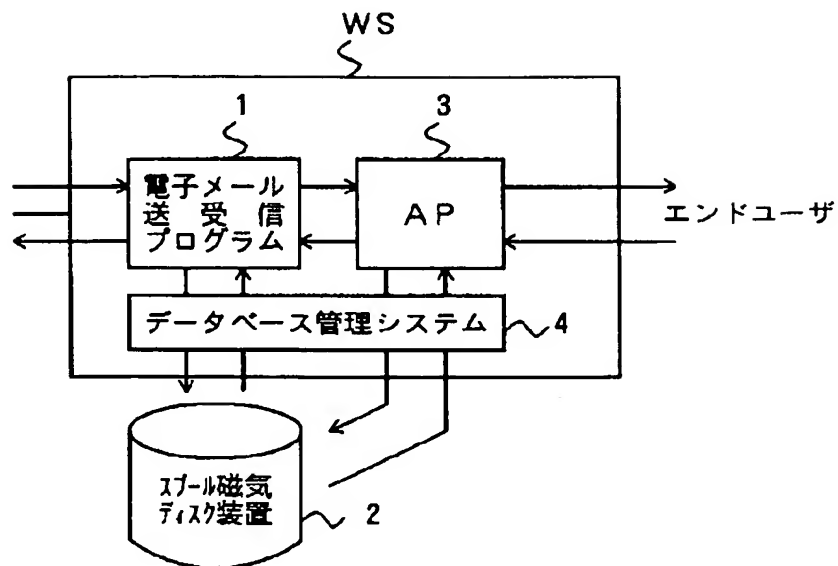 WS
1
3
電子メール
送受信
プログラム
AP
エンドユーザ
データベース管理システム
4
スプール磁気
ディスク装置
2